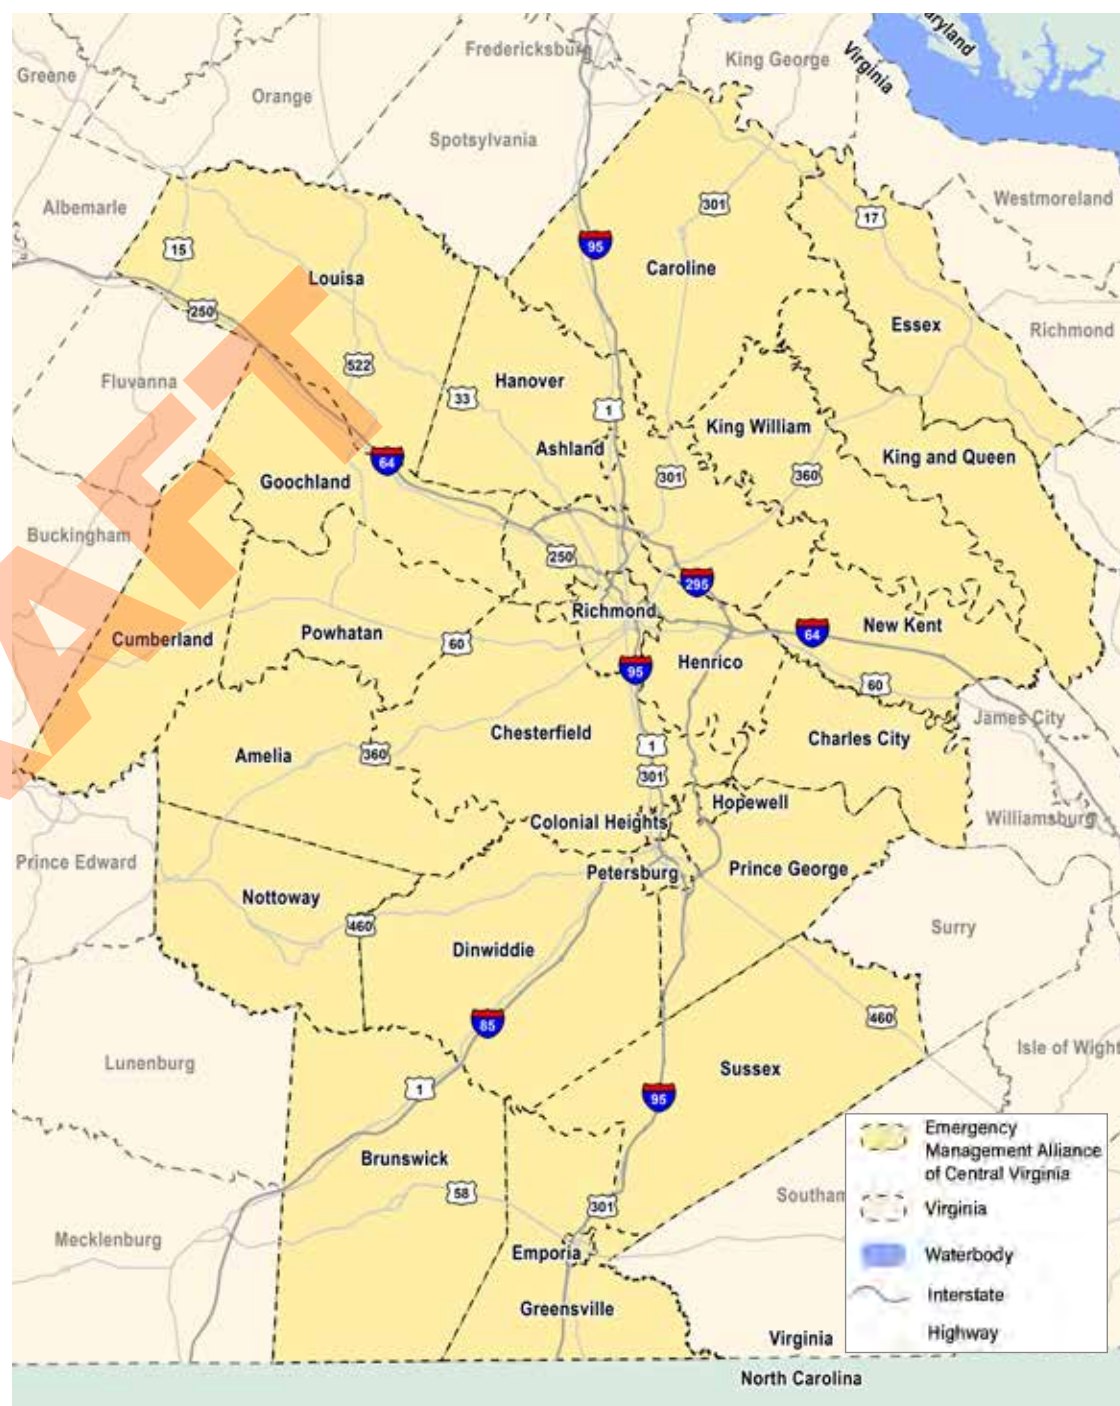 Maryland
Virginia
Fredericksburg
King George
Greene
Orange
Spotsylvania
Westmoreland
Albemarle
301
17
15
95
Caroline
Louisa
250
Essex
Richmond
522
Fluvanna
Hanover
33
1
King William
Ashland
King and Queen
64
301
360
Goochland
Buckingham
250
295
Richmond
New Kent
64
Cumberland
Powhatan
60
Henrico
95
60
James City
Chesterfield
Charles City
1
Amelia
360
301
Hopewell
Colonial Heights
Williamsburg
Prince Edward
Petersburg
Prince George
Nottoway
460
Surry
Dinwiddie
85
460
Isle of Wight
Lunenburg
Sussex
1
95
Brunswick
58
301
Southam
Mecklenburg
Emporia
Greensville
Emergency
Management Alliance
of Central Virginia
Virginia
Waterbody
Interstate
Highway
Virginia
North Carolina
AFT